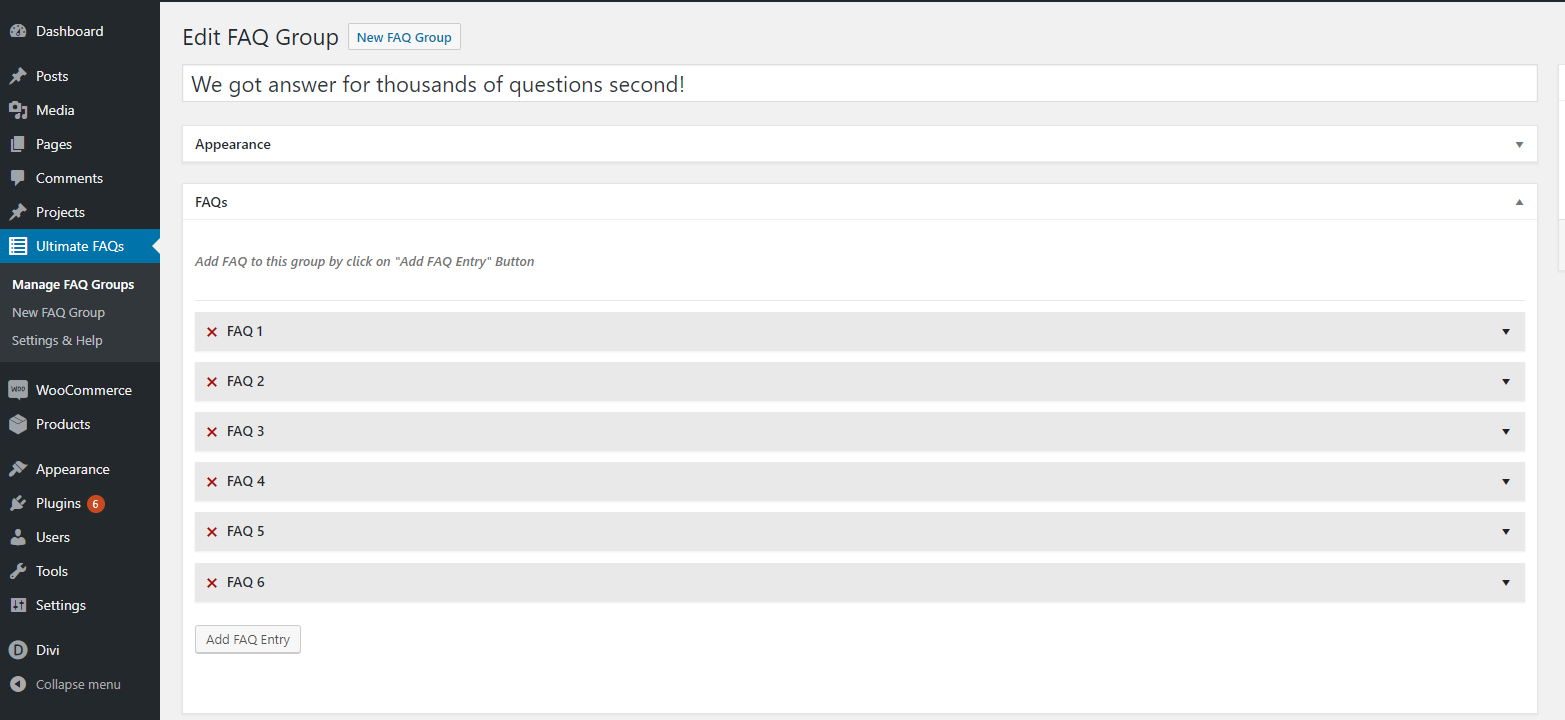 Dashboard
Posts
Media
Pages
Comments
Projects
Ultimate FAQs
Manage FAQ Groups
New FAQ Group
Settings & Help
WOO WooCommerce
Products
Appearance
Plugins 6
Users
Tools
Settings
D Divi
Collapse menu
Edit FAQ Group New FAQ Group
We got answer for thousands of questions second!
Appearance
FAQs
Add FAQ to this group by click on "Add FAQ Entry" Button
FAQ 1
FAQ 2
FAQ 3
FAQ 4
FAQ 5
FAQ 6
Add FAQ Entry